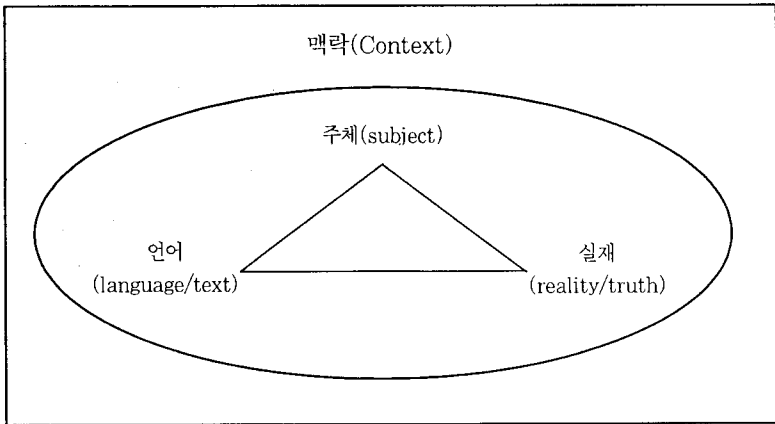 맥락(Context)
주체(subject)
언어
(language/text)
실재
(reality/truth)